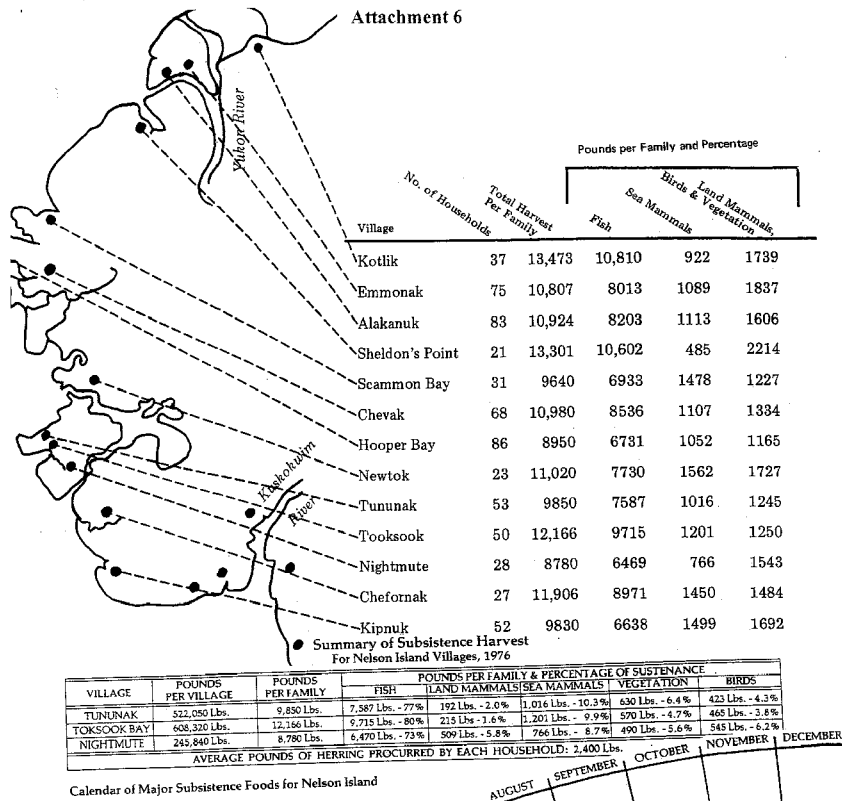 Attachment 6
Yukon River
Kuskokwim
River
Pounds per Family and Percentage
Village No. of Households Total Harvest Per Family Fish Sea Mammals Birds & Vegetation Land Mammals,
Kotlik 37 13,473 10,810 922 1739
Emmonak 75 10,807 8013 1089 1837
Alakanuk 83 10,924 8203 1113 1606
Sheldon's Point 21 13,301 10,602 485 2214
Scammon Bay 31 9640 6933 1478 1227
Chevak 68 10,980 8536 1107 1334
Hooper Bay 86 8950 6731 1052 1165
Newtok 23 11,020 7730 1562 1727
Tununak 53 9850 7587 1016 1245
Tooksook 50 12,166 9715 1201 1250
Nightmute 28 8780 6469 766 1543
Chefornak 27 11,906 8971 1450 1484
Kipnuk 52 9830 6638 1499 1692
Summary of Subsistence Harvest
For Nelson Island Villages, 1976
VILLAGE POUNDS PER VILLAGE POUNDS PER FAMILY POUNDS PER FAMILY & PERCENTAGE OF SUSTENANCE
FISH LAND MAMMALS SEA MAMMALS VEGETATION BIRDS
TUNUNAK 522,050 Lbs. 9,850 Lbs. 7,587 Lbs. - 77% 192 Lbs. - 2.0% 1,016 Lbs. - 10.3% 630 Lbs. - 6.4% 423 Lbs. - 4.3%
TOKSOOK BAY 608,320 Lbs. 12,166 Lbs. 9,715 Lbs. - 80% 215 Lbs - 1.6% 1,201 Lbs. - 9.9% 570 Lbs. - 4.7% 465 Lbs. - 3.8%
NIGHTMUTE 245,840 Lbs. 8,780 Lbs. 6,470 Lbs. - 73% 509 Lbs. - 5.8% 766 Lbs. - 8.7% 490 Lbs. - 5.6% 545 Lbs. - 6.2%
AVERAGE POUNDS OF HERRING PROCURRED BY EACH HOUSEHOLD: 2,400 Lbs.
Calendar of Major Subsistence Foods for Nelson Island
AUGUST SEPTEMBER OCTOBER NOVEMBER DECEMBER